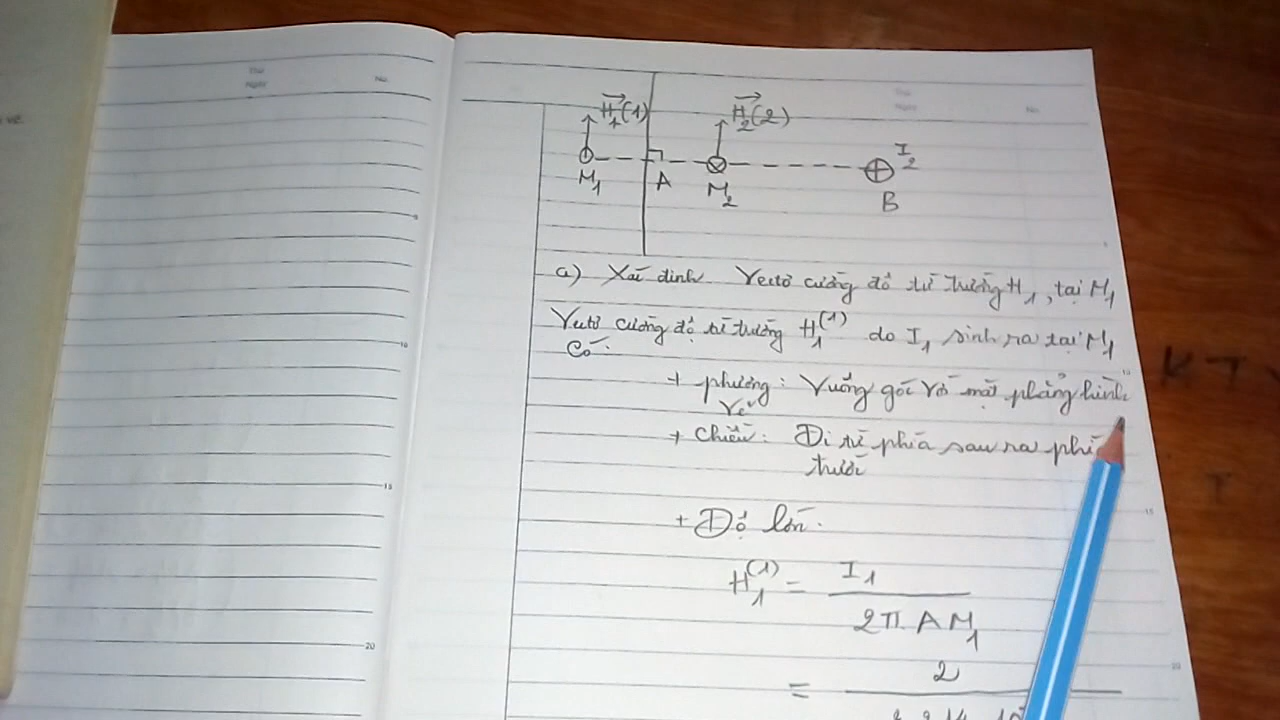 H₁(1) H₂(2)
I₂
M₁ A M₂ B
a) Xác định Vectơ cường độ từ trường H₁, tại M₁
Vectơ cường độ từ trường H₁⁽¹⁾ do I₁ sinh ra tại M₁
Có:
+ phương: Vuông góc với mặt phẳng hình
vẽ
+ Chiều: Đi từ phía sau ra
trước
+ Độ lớn.
H₁⁽¹⁾ = I₁ / 2π. AM₁
= 2